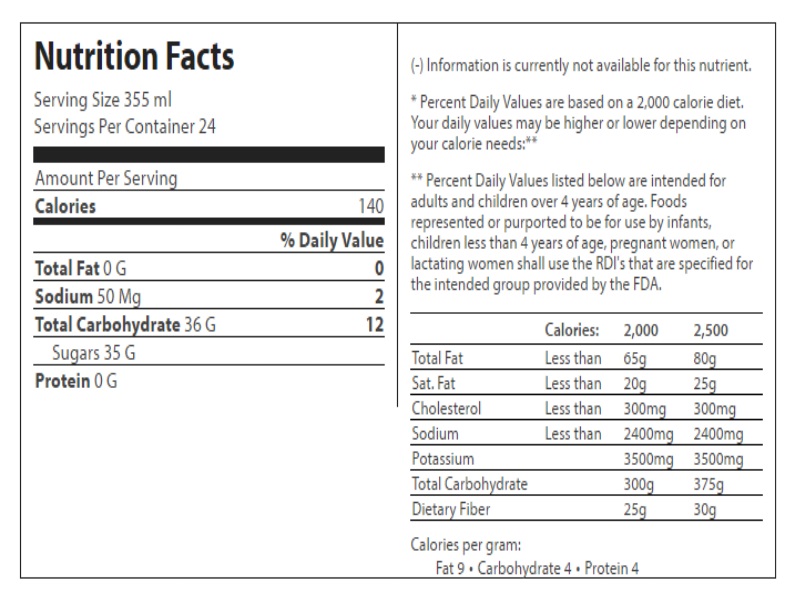 Nutrition Facts
Serving Size 355 ml
Servings Per Container 24
Amount Per Serving
Calories 140
% Daily Value
Total Fat 0 G 0
Sodium 50 Mg 2
Total Carbohydrate 36 G 12
Sugars 35 G
Protein 0 G
(-) Information is currently not available for this nutrient.
* Percent Daily Values are based on a 2,000 calorie diet.
Your daily values may be higher or lower depending on
your calorie needs:**
** Percent Daily Values listed below are intended for
adults and children over 4 years of age. Foods
represented or purported to be for use by infants,
children less than 4 years of age, pregnant women, or
lactating women shall use the RDI's that are specified for
the intended group provided by the FDA.
Calories: 2,000 2,500
Total Fat Less than 65g 80g
Sat. Fat Less than 20g 25g
Cholesterol Less than 300mg 300mg
Sodium Less than 2400mg 2400mg
Potassium 3500mg 3500mg
Total Carbohydrate 300g 375g
Dietary Fiber 25g 30g
Calories per gram:
Fat 9 • Carbohydrate 4 • Protein 4